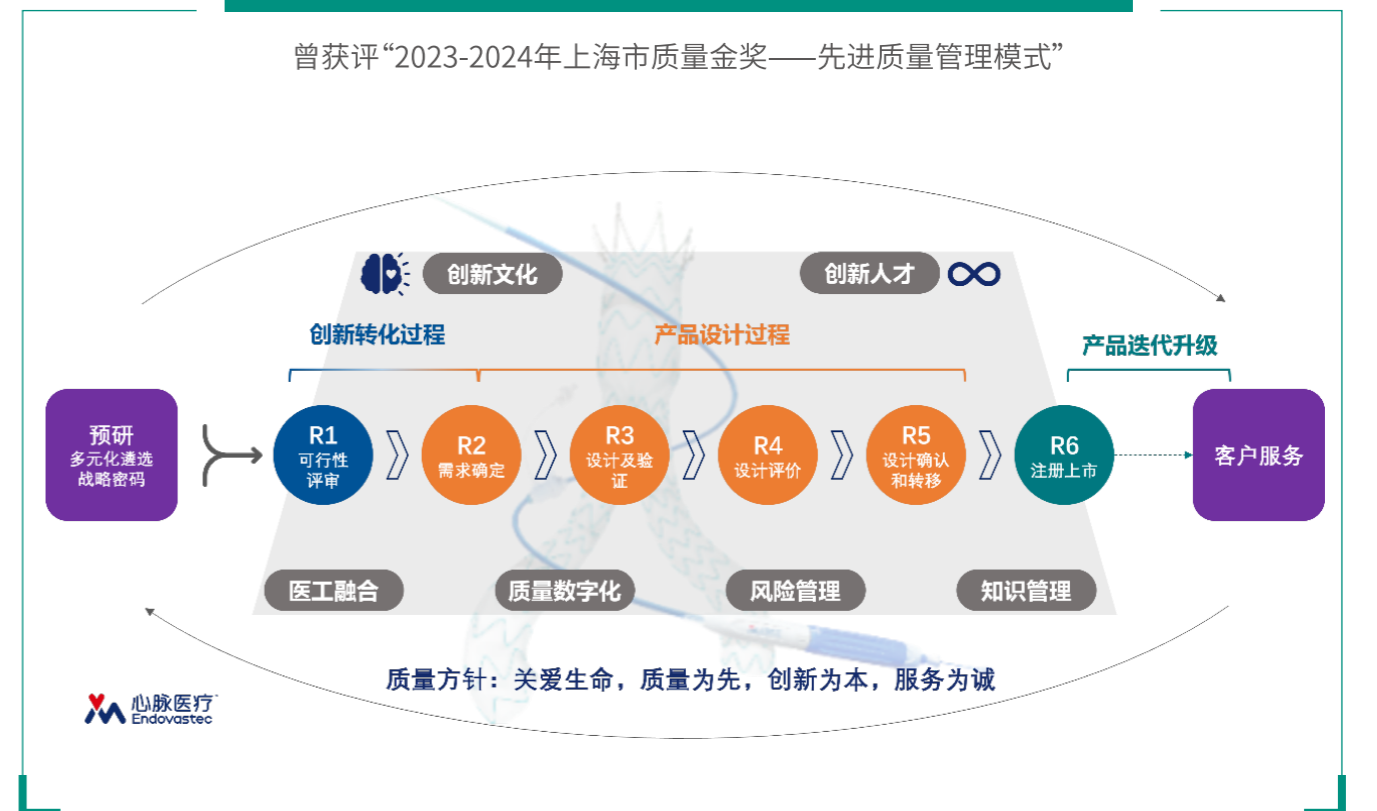 曾获评“2023-2024年上海市质量金奖——先进质量管理模式”
创新文化
创新人才
创新转化过程
产品设计过程
产品迭代升级
预研
多元化遴选
战略密码
R1
可行性
评审
R2
需求确定
R3
设计及验
证
R4
设计评价
R5
设计确认
和转移
R6
注册上市
客户服务
医工融合
质量数字化
风险管理
知识管理
质量方针：关爱生命，质量为先，创新为本，服务为诚
心脉医疗
Endovastec